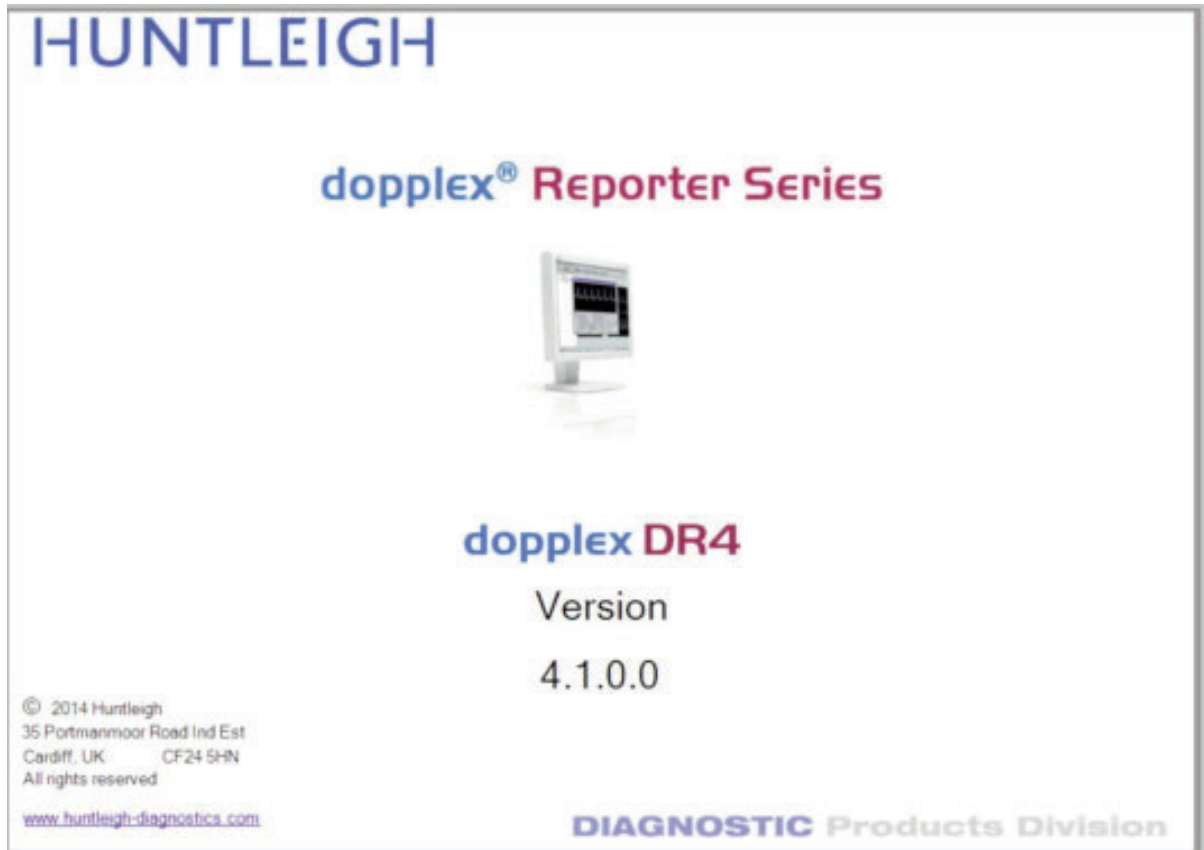 HUNTLEIGH
dopplex® Reporter Series
dopplex DR4
Version
4.1.0.0
© 2014 Huntleigh
35 Portmanmoor Road Ind Est
Cardiff, UK CF24 5HN
All rights reserved
www.huntleigh-diagnostics.com
DIAGNOSTIC Products Division